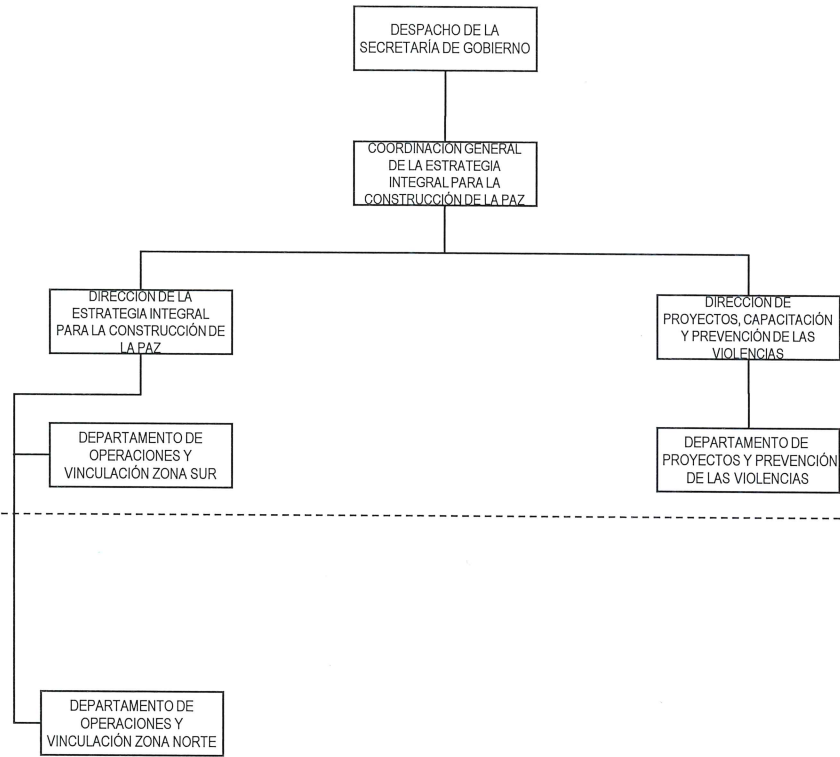 DESPACHO DE LA
SECRETARÍA DE GOBIERNO
COORDINACIÓN GENERAL
DE LA ESTRATEGIA
INTEGRAL PARA LA
CONSTRUCCIÓN DE LA PAZ
DIRECCIÓN DE LA
ESTRATEGIA INTEGRAL
PARA LA CONSTRUCCIÓN DE
LA PAZ
DIRECCIÓN DE
PROYECTOS, CAPACITACIÓN
Y PREVENCIÓN DE LAS
VIOLENCIAS
DEPARTAMENTO DE
OPERACIONES Y
VINCULACIÓN ZONA SUR
DEPARTAMENTO DE
PROYECTOS Y PREVENCIÓN
DE LAS VIOLENCIAS
DEPARTAMENTO DE
OPERACIONES Y
VINCULACIÓN ZONA NORTE